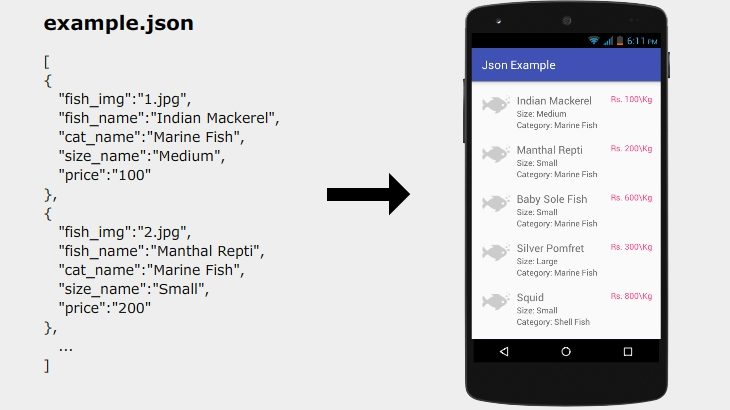 example.json
[
{
"fish_img":"1.jpg",
"fish_name":"Indian Mackerel",
"cat_name":"Marine Fish",
"size_name":"Medium",
"price":"100"
},
{
"fish_img":"2.jpg",
"fish_name":"Manthal Repti",
"cat_name":"Marine Fish",
"size_name":"Small",
"price":"200"
},
...
]
6:11 PM
Json Example
Indian Mackerel Rs. 100\Kg
Size: Medium
Category: Marine Fish
Manthal Repti Rs. 200\Kg
Size: Small
Category: Marine Fish
Baby Sole Fish Rs. 600\Kg
Size: Small
Category: Marine Fish
Silver Pomfret Rs. 300\Kg
Size: Large
Category: Marine Fish
Squid Rs. 800\Kg
Size: Small
Category: Shell Fish